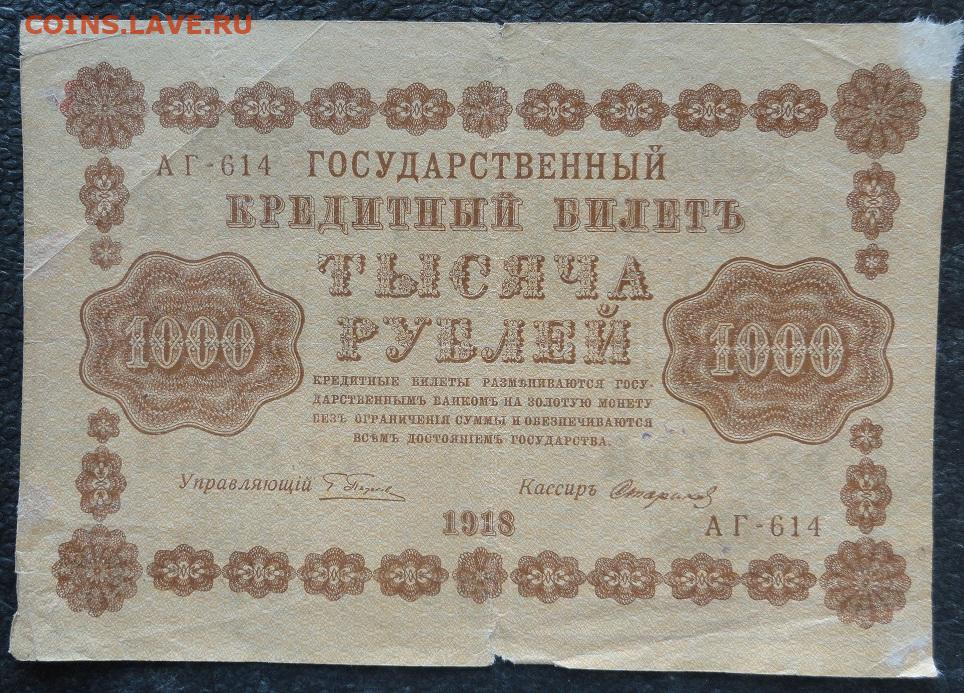 COINS.LAVE.RU
АГ-614 ГОСУДАРСТВЕННЫЙ
КРЕДИТНЫЙ БИЛЕТЪ
ТЫСЯЧА
РУБЛЕЙ
1000 1000
КРЕДИТНЫЕ БИЛЕТЫ РАЗМѢНИВАЮТСЯ ГОСУ-
ДАРСТВЕННЫМЪ БАНКОМЪ НА ЗОЛОТУЮ МОНЕТУ
БЕЗЪ ОГРАНИЧЕНІЯ СУММЫ И ОБЕЗПЕЧИВАЮТСЯ
ВСѢМЪ ДОСТОЯНІЕМЪ ГОСУДАРСТВА.
Управляющій Кассиръ Стариков
1918 АГ-614